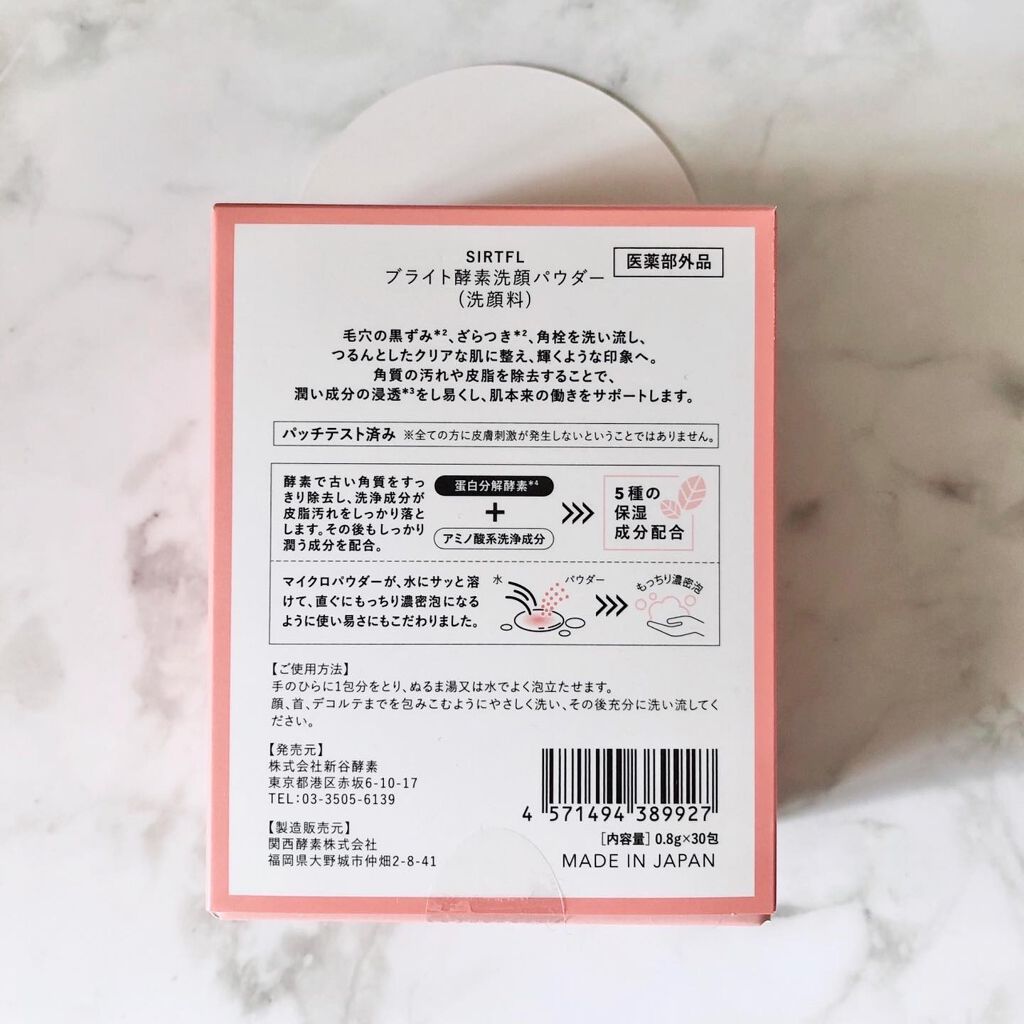 SIRTFL
ブライト酵素洗顔パウダー
(洗顔料)
医薬部外品
毛穴の黒ずみ*2、ざらつき*2、角栓を洗い流し、
つるんとしたクリアな肌に整え、輝くような印象へ。
角質の汚れや皮脂を除去することで、
潤い成分の浸透*3をし易くし、肌本来の働きをサポートします。
パッチテスト済み ※全ての方に皮膚刺激が発生しないということではありません。
酵素で古い角質をすっ
きり除去し、洗浄成分が
皮脂汚れをしっかり落と
します。その後もしっかり
潤う成分を配合。
蛋白分解酵素*4
+
アミノ酸系洗浄成分
5種の
保湿
成分配合
マイクロパウダーが、水にサッと溶
けて、直ぐにもっちり濃密泡になる
ように使い易さにもこだわりました。
水
パウダー
もっちり濃密泡
【ご使用方法】
手のひらに1包分をとり、ぬるま湯又は水でよく泡立たせます。
顔、首、デコルテまでを包みこむようにやさしく洗い、その後充分に洗い流してく
ださい。
【発売元】
株式会社新谷酵素
東京都港区赤坂6-10-17
TEL:03-3505-6139
【製造販売元】
関西酵素株式会社
福岡県大野城市仲畑2-8-41
4 571494 389927
[内容量] 0.8g×30包
MADE IN JAPAN